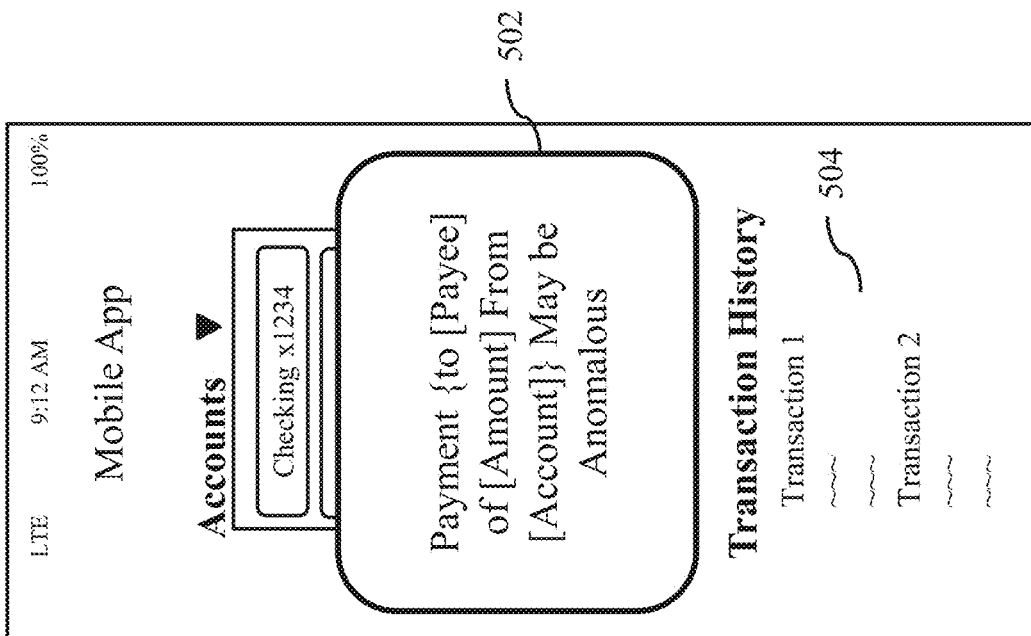 LTE 9:12 AM 100%
Mobile App
Accounts
Checking x1234
Payment {to [Payee]
of [Amount] From
[Account]} May be
Anomalous
502
Transaction History
Transaction 1
504
Transaction 2